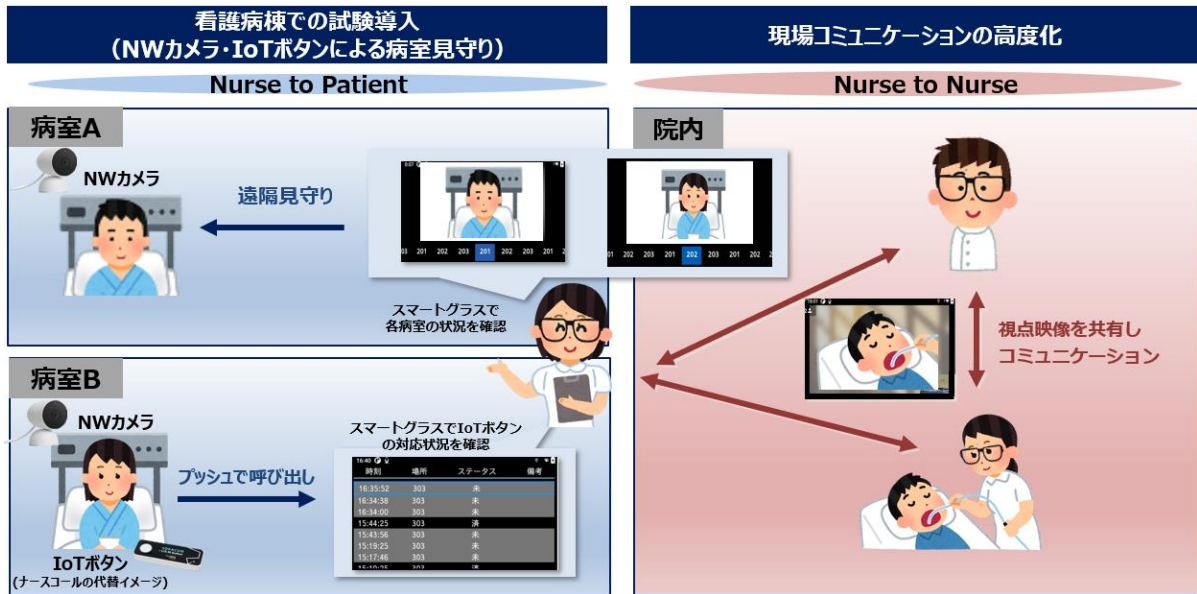 看護病棟での試験導入
(NWカメラ・IoTボタンによる病室見守り)
Nurse to Patient
病室A
NWカメラ
遠隔見守り
201 202 203 201 202 203 201
201 202 203 202 203 201 202
スマートグラスで
各病室の状況を確認
病室B
NWカメラ
プッシュで呼び出し
IoTボタン
(ナースコールの代替イメージ)
スマートグラスでIoTボタン
の対応状況を確認
16:40
時刻 場所 ステータス 備考
16:35:52 303 未
16:34:38 303 未
16:34:00 303 未
15:44:25 303 済
15:43:56 303 未
15:19:25 303 未
15:17:46 303 未
303
現場コミュニケーションの高度化
Nurse to Nurse
院内
視点映像を共有し
コミュニケーション